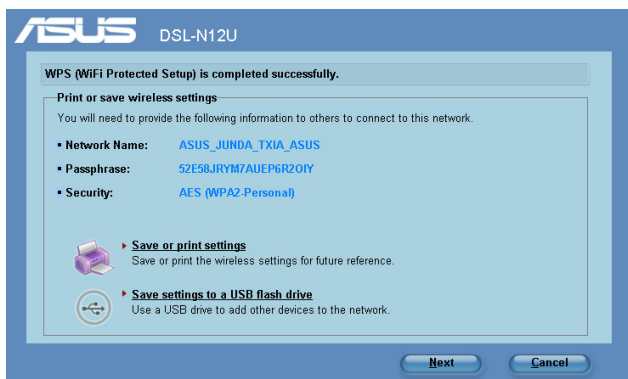 ASUS DSL-N12U
WPS (WiFi Protected Setup) is completed successfully.
Print or save wireless settings
You will need to provide the following information to others to connect to this network.
Network Name: ASUS_JUNDA_TXIA_ASUS
Passphrase: 52E58JRYM7AUEP6R2OIY
Security: AES (WPA2-Personal)
Save or print settings
Save or print the wireless settings for future reference.
Save settings to a USB flash drive
Use a USB drive to add other devices to the network.
Next Cancel